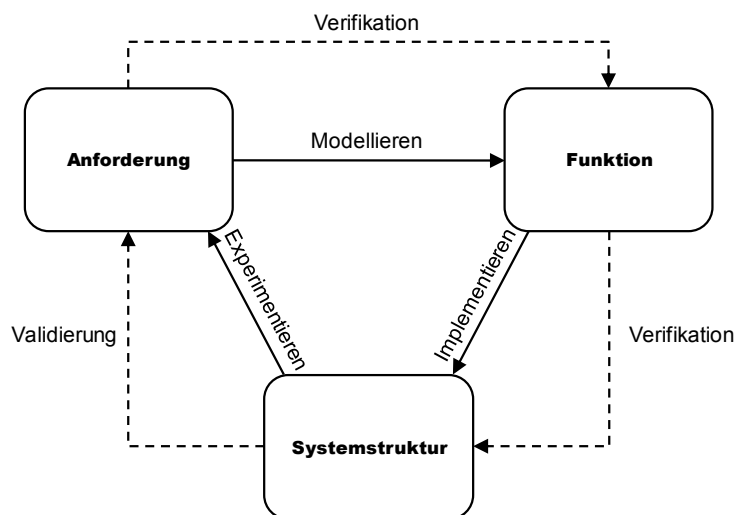 Verifikation
Anforderung
Modellieren
Funktion
Experimentieren
Implementieren
Validierung
Verifikation
Systemstruktur